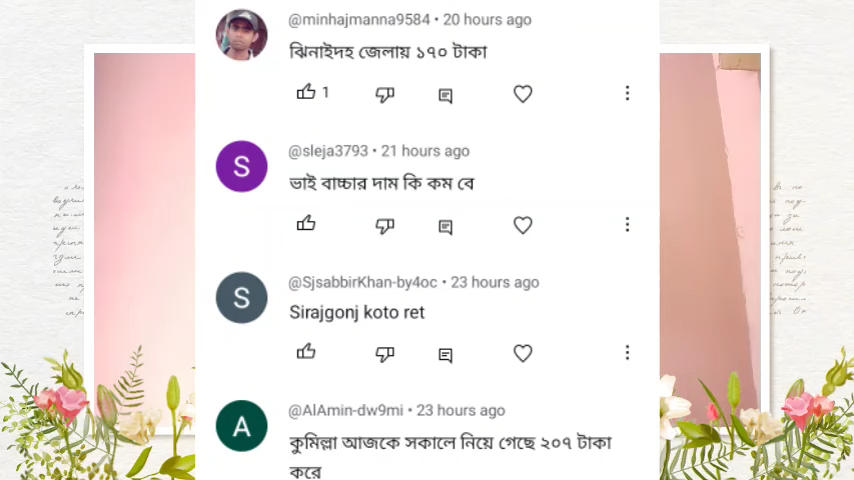 @minhajmanna9584 • 20 hours ago
ঝিনাইদহ জেলায় ১৭০ টাকা
1
S
@sleja3793 • 21 hours ago
ভাই বাচ্চার দাম কি কম বে
S
@SjsabbirKhan-by4oc • 23 hours ago
Sirajgonj koto ret
A
@AlAmin-dw9mi • 23 hours ago
কুমিল্লা আজকে সকালে নিয়ে গেছে ২০৭ টাকা
করে